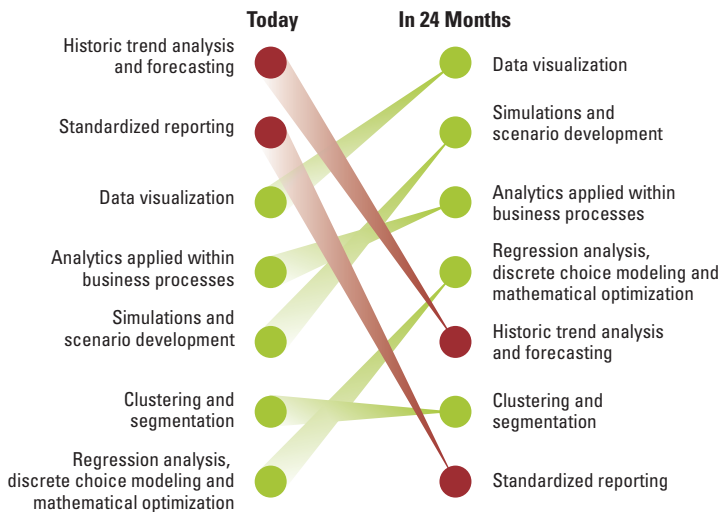 Today
In 24 Months
Historic trend analysis
and forecasting
Standardized reporting
Data visualization
Analytics applied within
business processes
Simulations and
scenario development
Clustering and
segmentation
Regression analysis,
discrete choice modeling and
mathematical optimization
Data visualization
Simulations and
scenario development
Analytics applied within
business processes
Regression analysis,
discrete choice modeling and
mathematical optimization
Historic trend analysis
and forecasting
Clustering and
segmentation
Standardized reporting